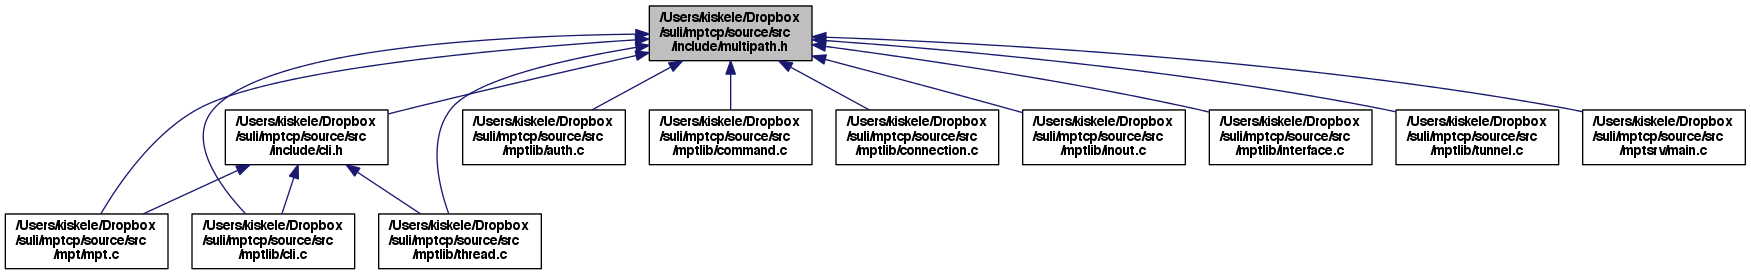 /Users/kiskele/Dropbox
/suli/mptcp/source/src
/include/multipath.h
/Users/kiskele/Dropbox
/suli/mptcp/source/src
/include/cli.h
/Users/kiskele/Dropbox
/suli/mptcp/source/src
/mptlib/auth.c
/Users/kiskele/Dropbox
/suli/mptcp/source/src
/mptlib/command.c
/Users/kiskele/Dropbox
/suli/mptcp/source/src
/mptlib/connection.c
/Users/kiskele/Dropbox
/suli/mptcp/source/src
/mptlib/inout.c
/Users/kiskele/Dropbox
/suli/mptcp/source/src
/mptlib/interface.c
/Users/kiskele/Dropbox
/suli/mptcp/source/src
/mptlib/tunnel.c
/Users/kiskele/Dropbox
/suli/mptcp/source/src
/mptsrv/main.c
/Users/kiskele/Dropbox
/suli/mptcp/source/src
/mpt/mpt.c
/Users/kiskele/Dropbox
/suli/mptcp/source/src
/mptlib/cli.c
/Users/kiskele/Dropbox
/suli/mptcp/source/src
/mptlib/thread.c